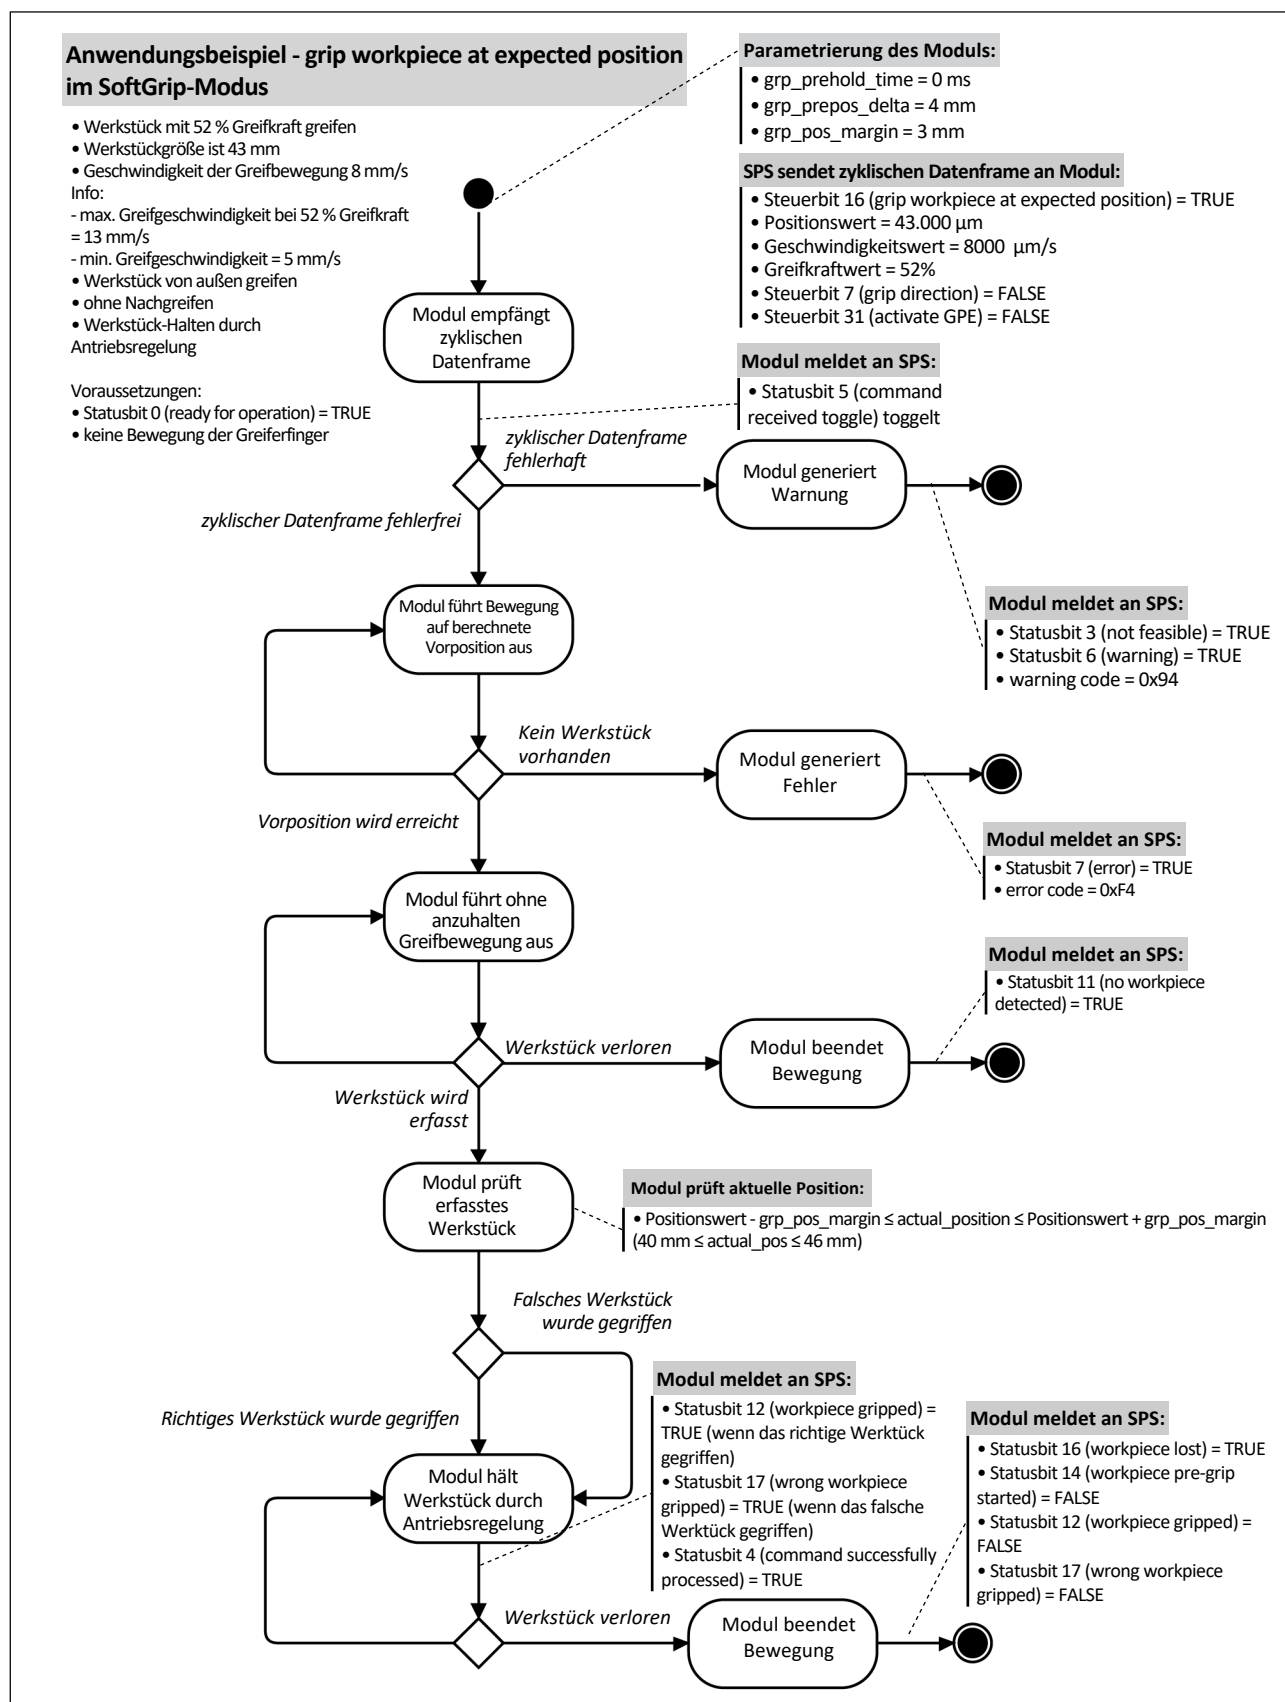 Anwendungsbeispiel - grip workpiece at expected position
im SoftGrip-Modus
• Werkstück mit 52 % Greifkraft greifen
• Werkstückgröße ist 43 mm
• Geschwindigkeit der Greifbewegung 8 mm/s
Info:
- max. Greifgeschwindigkeit bei 52 % Greifkraft
= 13 mm/s
- min. Greifgeschwindigkeit = 5 mm/s
• Werkstück von außen greifen
• ohne Nachgreifen
• Werkstück-Halten durch
Antriebsregelung
Voraussetzungen:
• Statusbit 0 (ready for operation) = TRUE
• keine Bewegung der Greiferfinger
Parametrierung des Moduls:
• grp_prehold_time = 0 ms
• grp_prepos_delta = 4 mm
• grp_pos_margin = 3 mm
SPS sendet zyklischen Datenframe an Modul:
• Steuerbit 16 (grip workpiece at expected position) = TRUE
• Positionswert = 43.000 µm
• Geschwindigkeitswert = 8000 µm/s
• Greifkraftwert = 52%
• Steuerbit 7 (grip direction) = FALSE
• Steuerbit 31 (activate GPE) = FALSE
Modul empfängt
zyklischen
Datenframe
Modul meldet an SPS:
• Statusbit 5 (command
received toggle) toggelt
zyklischer Datenframe
fehlerhaft
Modul generiert
Warnung
zyklischer Datenframe fehlerfrei
Modul meldet an SPS:
• Statusbit 3 (not feasible) = TRUE
• Statusbit 6 (warning) = TRUE
• warning code = 0x94
Modul führt Bewegung
auf berechnete
Vorposition aus
Kein Werkstück
vorhanden
Modul generiert
Fehler
Vorposition wird erreicht
Modul meldet an SPS:
• Statusbit 7 (error) = TRUE
• error code = 0xF4
Modul führt ohne
anzuhalten
Greifbewegung aus
Modul meldet an SPS:
• Statusbit 11 (no workpiece
detected) = TRUE
Werkstück verloren
Modul beendet
Bewegung
Werkstück wird
erfasst
Modul prüft
erfasstes
Werkstück
Modul prüft aktuelle Position:
• Positionswert - grp_pos_margin ≤ actual_position ≤ Positionswert + grp_pos_margin
(40 mm ≤ actual_pos ≤ 46 mm)
Falsches Werkstück
wurde gegriffen
Richtiges Werkstück wurde gegriffen
Modul meldet an SPS:
• Statusbit 12 (workpiece gripped) =
TRUE (wenn das richtige Werktück
gegriffen)
• Statusbit 17 (wrong workpiece
gripped) = TRUE (wenn das falsche
Werktück gegriffen)
• Statusbit 4 (command successfully
processed) = TRUE
Modul meldet an SPS:
• Statusbit 16 (workpiece lost) = TRUE
• Statusbit 14 (workpiece pre-grip
started) = FALSE
• Statusbit 12 (workpiece gripped) =
FALSE
• Statusbit 17 (wrong workpiece
gripped) = FALSE
Modul hält
Werkstück durch
Antriebsregelung
Werkstück verloren
Modul beendet
Bewegung